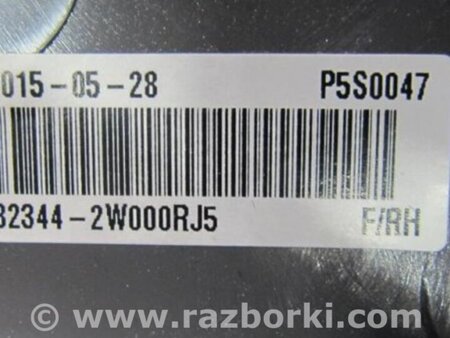 015-05-28 P5S0047
82344-2W000RJ5 F/RH
© www.razborki.com